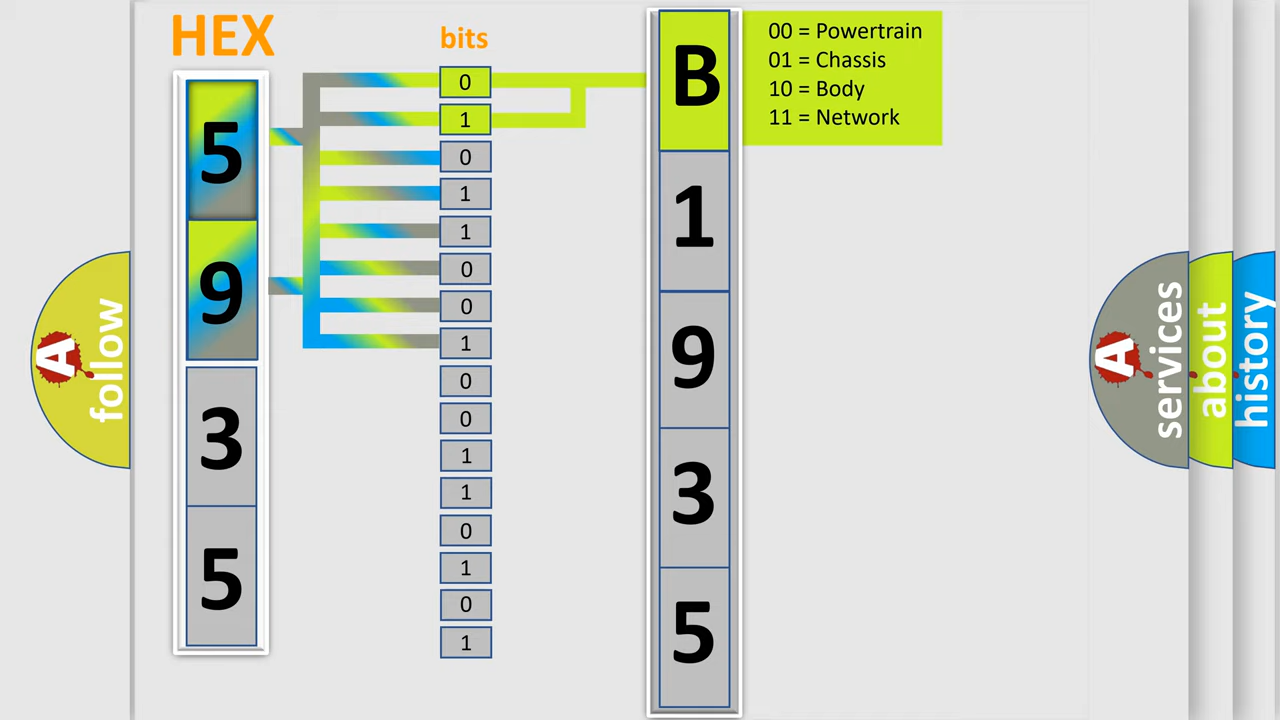 HEX
bits
5
9
3
5
0
1
0
1
1
0
0
1
0
0
1
1
0
1
0
1
B
1
9
3
5
00 = Powertrain
01 = Chassis
10 = Body
11 = Network
A
follow
A
services
about
history